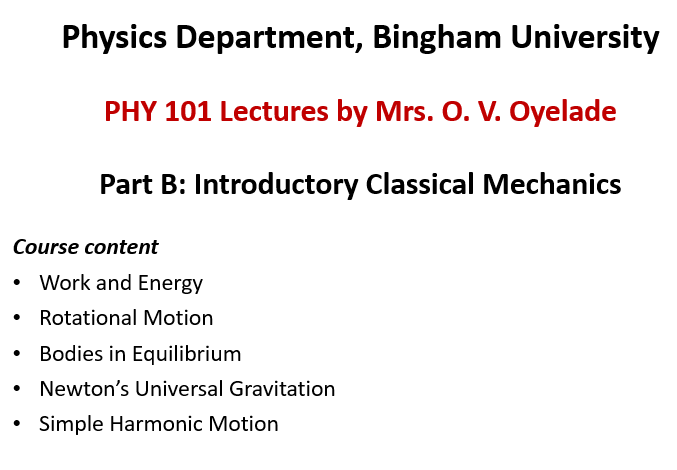 Physics Department, Bingham University
PHY 101 Lectures by Mrs. O. V. Oyelade
Part B: Introductory Classical Mechanics
Course content
• Work and Energy
• Rotational Motion
• Bodies in Equilibrium
• Newton’s Universal Gravitation
• Simple Harmonic Motion